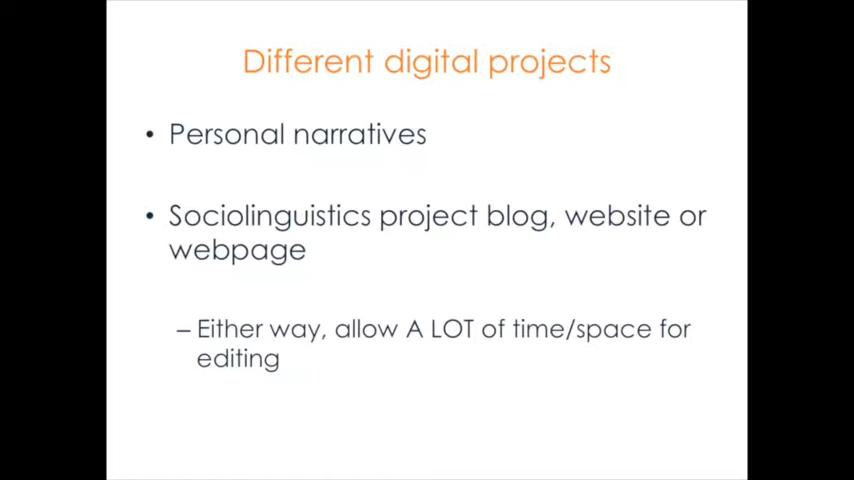 Different digital projects
• Personal narratives
• Sociolinguistics project blog, website or
webpage
– Either way, allow A LOT of time/space for
editing